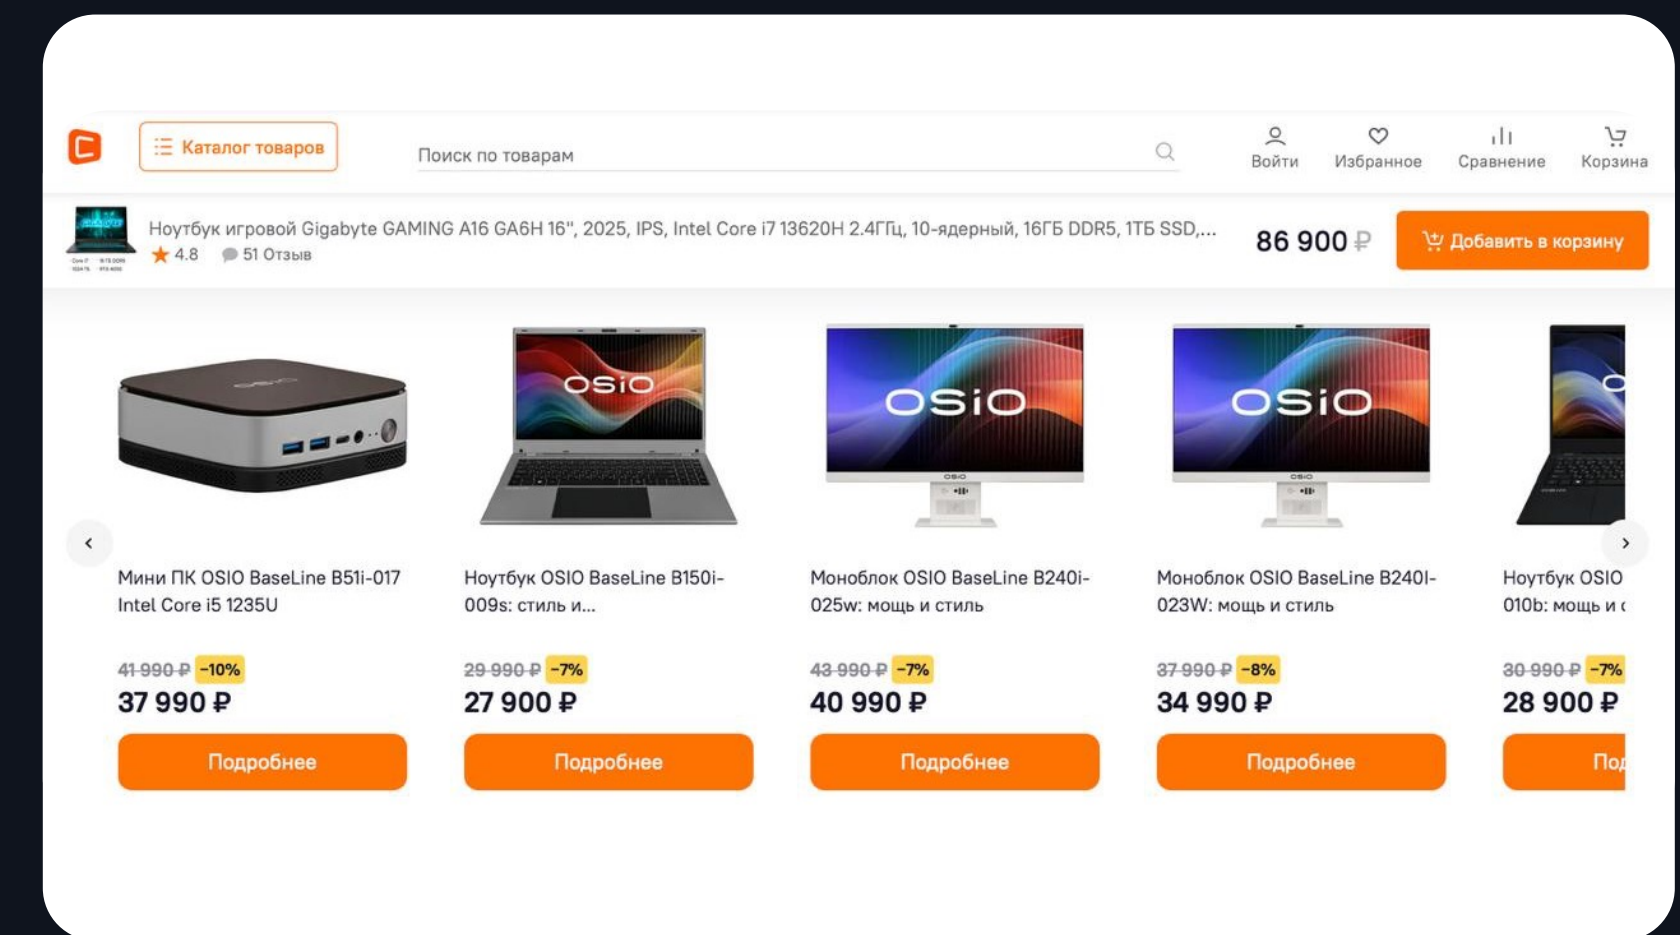 Каталог товаров
Поиск по товарам
Войти
Избранное
Сравнение
Корзина
Ноутбук игровой Gigabyte GAMING A16 GA6H 16", 2025, IPS, Intel Core i7 13620H 2.4ГГц, 10-ядерный, 16ГБ DDR5, 1ТБ SSD,...
4.8 51 Отзыв
86 900 ₽
Добавить в корзину
OSiO
OSiO
OSiO
OSiO
Мини ПК OSIO BaseLine B51i-017
Intel Core i5 1235U
41 990 ₽ −10%
37 990 ₽
Подробнее
Ноутбук OSIO BaseLine B150i-
009s: стиль и...
29 990 ₽ −7%
27 900 ₽
Подробнее
Моноблок OSIO BaseLine B240i-
025w: мощь и стиль
43 990 ₽ −7%
40 990 ₽
Подробнее
Моноблок OSIO BaseLine B240I-
023W: мощь и стиль
37 990 ₽ −8%
34 990 ₽
Подробнее
Ноутбук OSIO
010b: мощь и с
30 990 ₽ −7%
28 900 ₽
Под